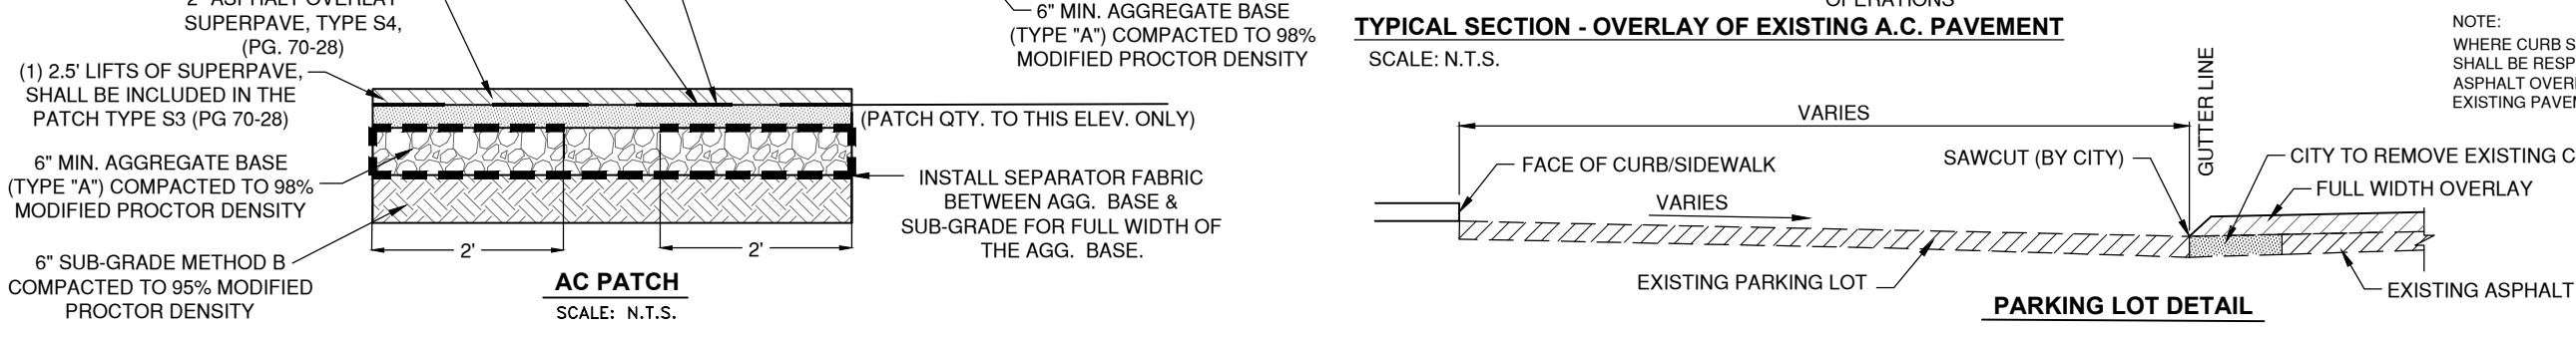 2" ASPHALT OVERLAY
SUPERPAVE, TYPE S4,
(PG. 70-28)
(1) 2.5' LIFTS OF SUPERPAVE,
SHALL BE INCLUDED IN THE
PATCH TYPE S3 (PG 70-28)
6" MIN. AGGREGATE BASE
(TYPE "A") COMPACTED TO 98%
MODIFIED PROCTOR DENSITY
6" SUB-GRADE METHOD B
COMPACTED TO 95% MODIFIED
PROCTOR DENSITY
2'
2'
AC PATCH
SCALE: N.T.S.
(PATCH QTY. TO THIS ELEV. ONLY)
INSTALL SEPARATOR FABRIC
BETWEEN AGG. BASE &
SUB-GRADE FOR FULL WIDTH OF
THE AGG. BASE.
6" MIN. AGGREGATE BASE
(TYPE "A") COMPACTED TO 98%
MODIFIED PROCTOR DENSITY
OPERATIONS
TYPICAL SECTION - OVERLAY OF EXISTING A.C. PAVEMENT
SCALE: N.T.S.
VARIES
GUTTER LINE
FACE OF CURB/SIDEWALK
SAWCUT (BY CITY)
VARIES
CITY TO REMOVE EXISTING C
FULL WIDTH OVERLAY
EXISTING PARKING LOT
EXISTING ASPHALT
PARKING LOT DETAIL
NOTE:
WHERE CURB S
SHALL BE RESP
ASPHALT OVER
EXISTING PAVEM